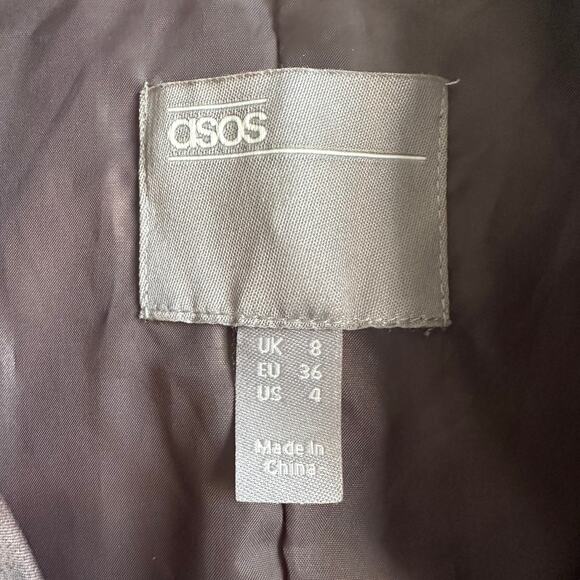 asos
UK 8
EU 36
US 4
Made In
China